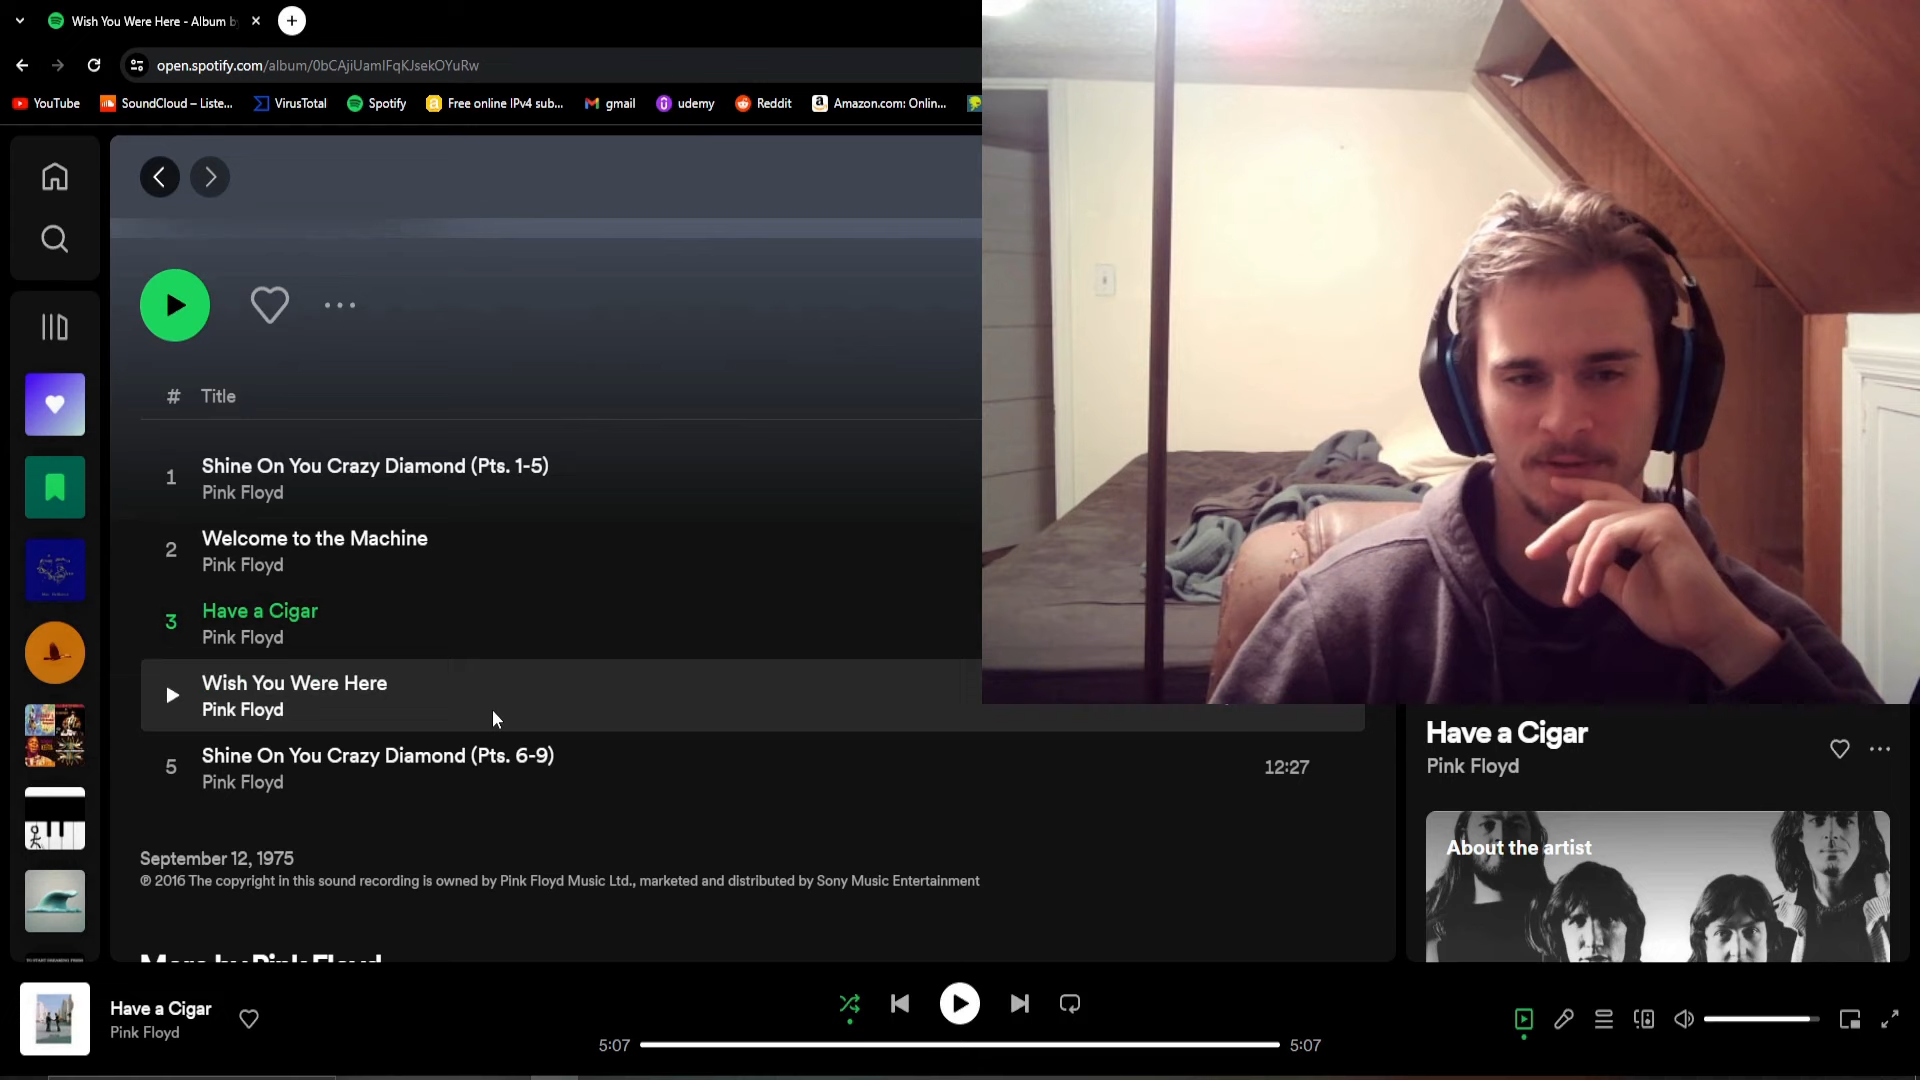 Wish You Were Here - Album b
open.spotify.com/album/0bCAjiUamIFqKJsekOYuRw
YouTube
SoundCloud – Liste...
VirusTotal
Spotify
Free online IPv4 sub...
gmail
udemy
Reddit
Amazon.com: Onlin...
# Title
1 Shine On You Crazy Diamond (Pts. 1-5)
Pink Floyd
2 Welcome to the Machine
Pink Floyd
3 Have a Cigar
Pink Floyd
Wish You Were Here
Pink Floyd
5 Shine On You Crazy Diamond (Pts. 6-9) 12:27
Pink Floyd
September 12, 1975
℗ 2016 The copyright in this sound recording is owned by Pink Floyd Music Ltd., marketed and distributed by Sony Music Entertainment
More by Pink Floyd
Have a Cigar
Pink Floyd
About the artist
Have a Cigar
Pink Floyd
5:07
5:07